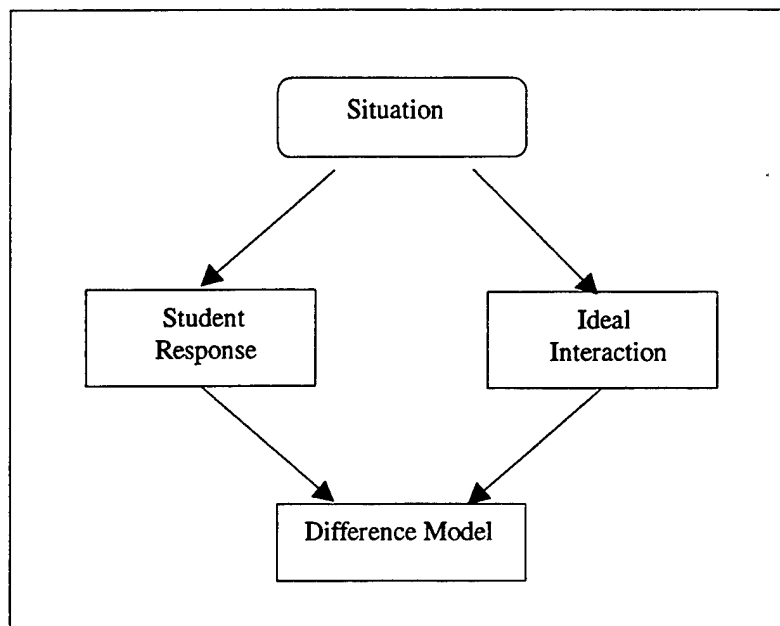 Situation
Student
Response
Ideal
Interaction
Difference Model